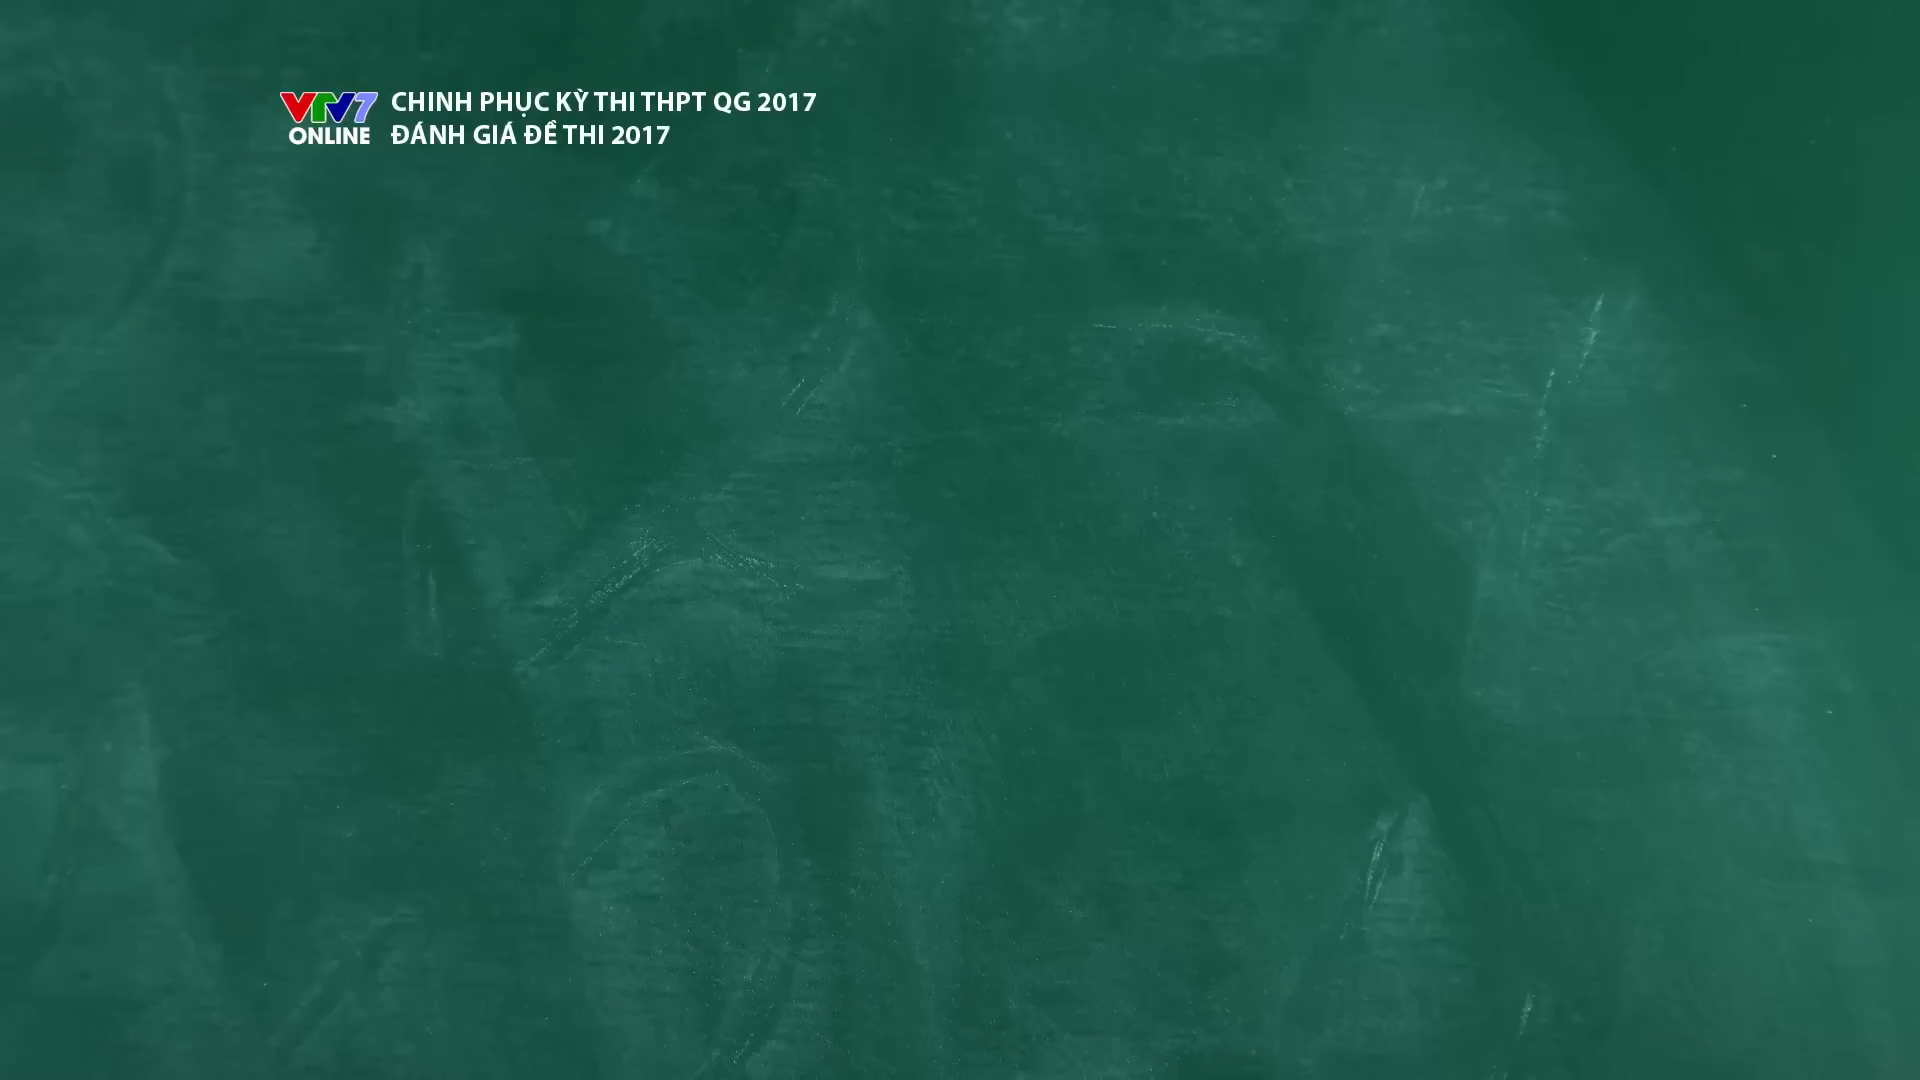 VTV7 CHINH PHỤC KỲ THI THPT QG 2017
ONLINE ĐÁNH GIÁ ĐỀ THI 2017